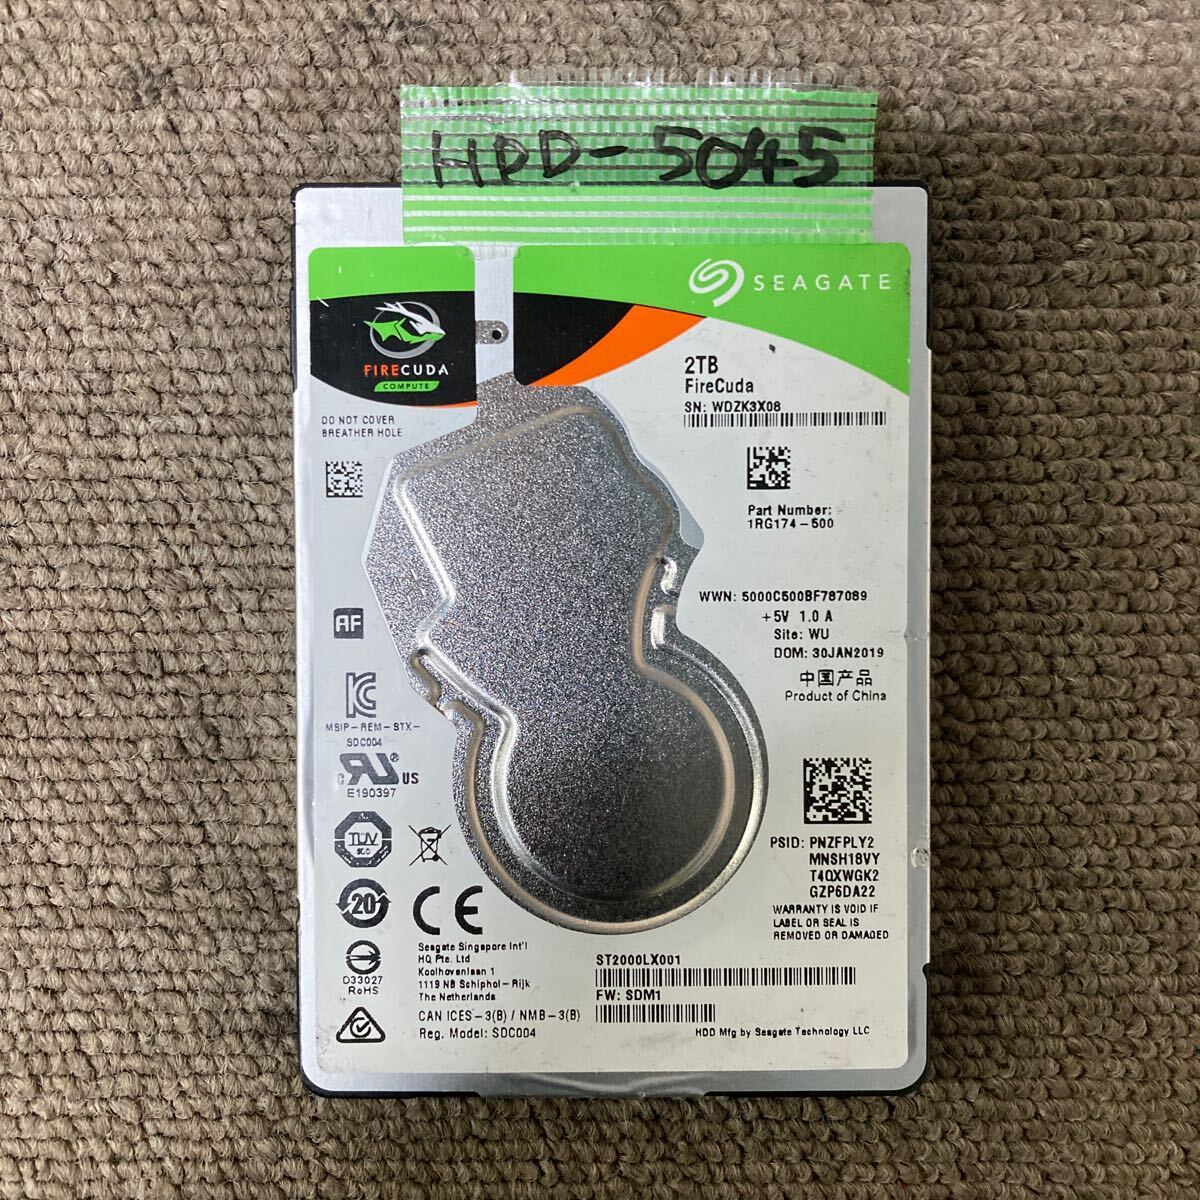 HDD-5045
SEAGATE
FIRECUDA
COMPUTE
2TB
FireCuda
SN: WDZK3X08
DO NOT COVER
BREATHER HOLE
Part Number:
1RG174-500
WWN: 5000C500BF787089
+5V 1.0 A
Site: WU
DOM: 30JAN2019
中国产品
Product of China
AF
MSIP-REM-STX-
SDC004
c RU ® US
E190397
TÜV
SÜD
PSID: PNZFPLY2
MNSH18VY
T4QXWGK2
GZP6DA22
WARRANTY IS VOID IF
LABEL OR SEAL IS
REMOVED OR DAMAGED
20
CE
Seagate Singapore Int'l
HQ Pte. Ltd
Koolhovenlaan 1
1119 NB Schiphol-Rijk
The Netherlands
D33027
RoHS
CAN ICES-3(B) / NMB-3(B)
Reg. Model: SDC004
ST2000LX001
FW: SDM1
HDD Mfg by Seagate Technology LLC